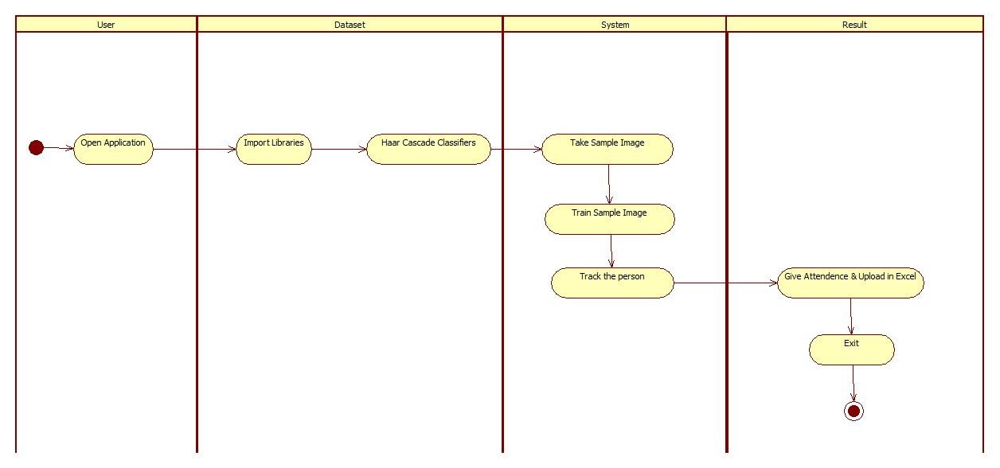 User
Dataset
System
Result
Open Application
Import Libraries
Haar Cascade Classifiers
Take Sample Image
Train Sample Image
Track the person
Give Attendence & Upload in Excel
Exit